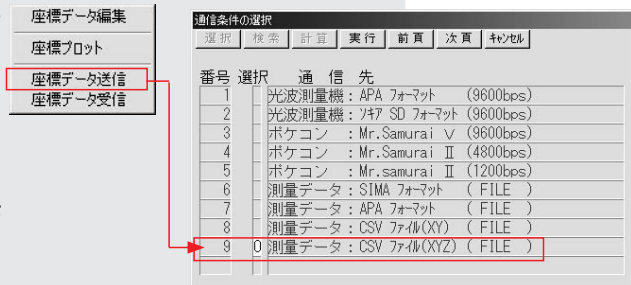 座標データ編集
座標プロット
座標データ送信
座標データ受信
通信条件の選択
選択 検索 計算 実行 前頁 次頁 ｷｬﾝｾﾙ
番号 選択 通 信 先
1 光波測量機：APA ﾌｫｰﾏｯﾄ (9600bps)
2 光波測量機：ｿｷｱ SD ﾌｫｰﾏｯﾄ (9600bps)
3 ポケコン ：Mr.Samurai Ⅴ (9600bps)
4 ポケコン ：Mr.Samurai Ⅱ (4800bps)
5 ポケコン ：Mr.samurai Ⅱ (1200bps)
6 測量データ：SIMA ﾌｫｰﾏｯﾄ ( FILE )
7 測量データ：APA ﾌｫｰﾏｯﾄ ( FILE )
8 測量データ：CSV ﾌｧｲﾙ(XY) ( FILE )
9 0 測量データ：CSV ﾌｧｲﾙ(XYZ) ( FILE )